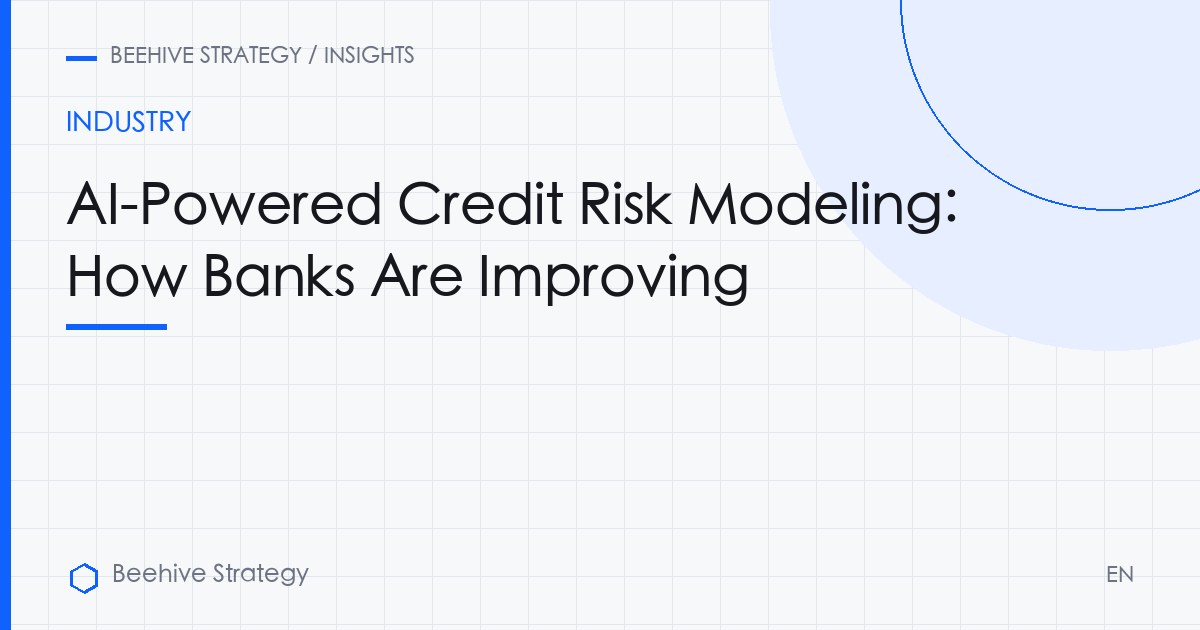 BEEHIVE STRATEGY / INSIGHTS
INDUSTRY
AI-Powered Credit Risk Modeling:
How Banks Are Improving
Beehive Strategy
EN